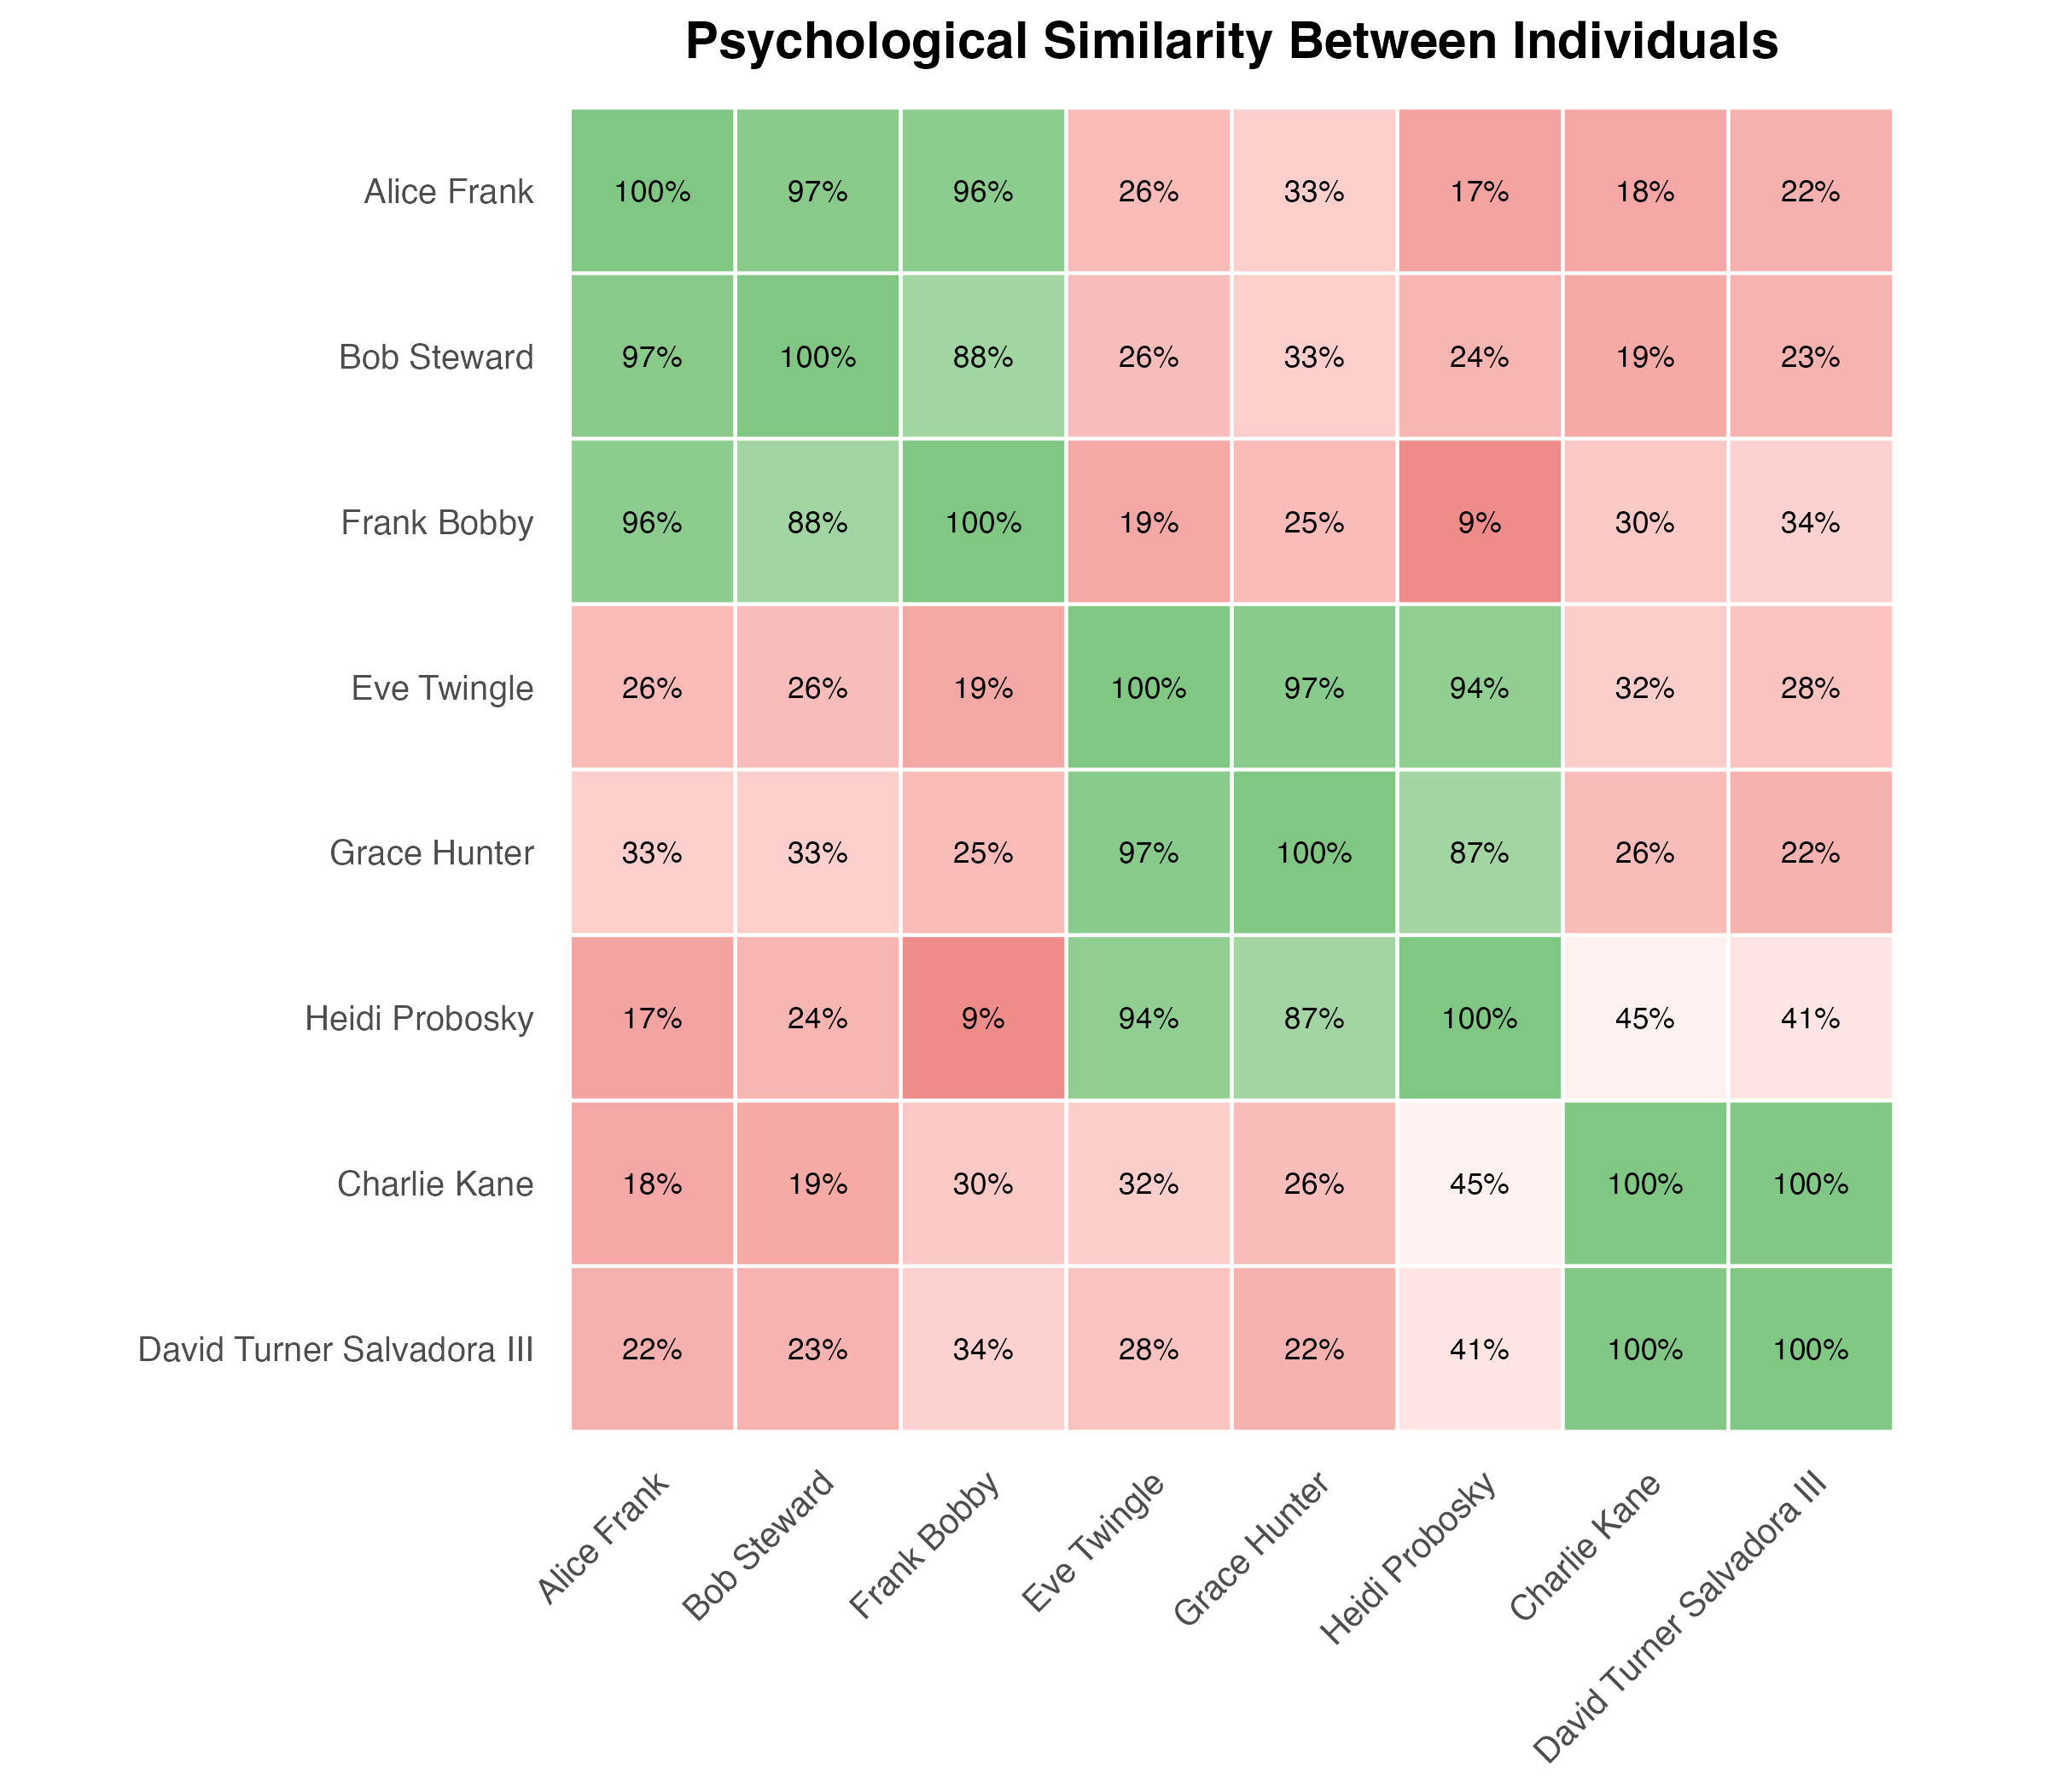 Psychological Similarity Between Individuals
Alice Frank 100% 97% 96% 26% 33% 17% 18% 22%
Bob Steward 97% 100% 88% 26% 33% 24% 19% 23%
Frank Bobby 96% 88% 100% 19% 25% 9% 30% 34%
Eve Twingle 26% 26% 19% 100% 97% 94% 32% 28%
Grace Hunter 33% 33% 25% 97% 100% 87% 26% 22%
Heidi Probosky 17% 24% 9% 94% 87% 100% 45% 41%
Charlie Kane 18% 19% 30% 32% 26% 45% 100% 100%
David Turner Salvadora III 22% 23% 34% 28% 22% 41% 100% 100%
Alice Frank
Bob Steward
Frank Bobby
Eve Twingle
Grace Hunter
Heidi Probosky
Charlie Kane
David Turner Salvadora III